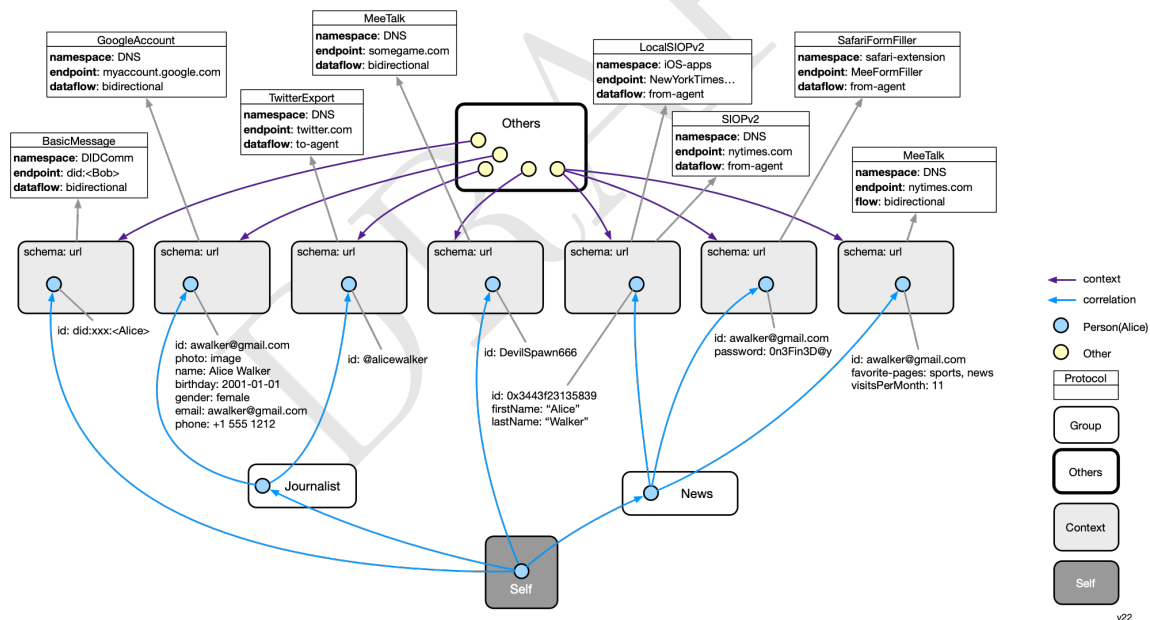 MeeTalk
namespace: DNS
endpoint: somegame.com
dataflow: bidirectional
GoogleAccount
namespace: DNS
endpoint: myaccount.google.com
dataflow: bidirectional
LocalSIOPv2
namespace: iOS-apps
endpoint: NewYorkTimes…
dataflow: from-agent
SafariFormFiller
namespace: safari-extension
endpoint: MeeFormFiller
dataflow: from-agent
TwitterExport
namespace: DNS
endpoint: twitter.com
dataflow: to-agent
Others
SIOPv2
namespace: DNS
endpoint: nytimes.com
dataflow: from-agent
BasicMessage
namespace: DIDComm
endpoint: did:<Bob>
dataflow: bidirectional
MeeTalk
namespace: DNS
endpoint: nytimes.com
flow: bidirectional
DRAF
schema: url
schema: url
schema: url
schema: url
schema: url
schema: url
schema: url
id: did:xxx:<Alice>
id: awalker@gmail.com
photo: image
name: Alice Walker
birthday: 2001-01-01
gender: female
email: awalker@gmail.com
phone: +1 555 1212
id: @alicewalker
id: DevilSpawn666
id: 0x3443f23135839
firstName: “Alice”
lastName: “Walker”
id: awalker@gmail.com
password: 0n3Fin3D@y
id: awalker@gmail.com
favorite-pages: sports, news
visitsPerMonth: 11
Journalist
News
Self
context
correlation
Person(Alice)
Other
Protocol
Group
Others
Context
Self
v22